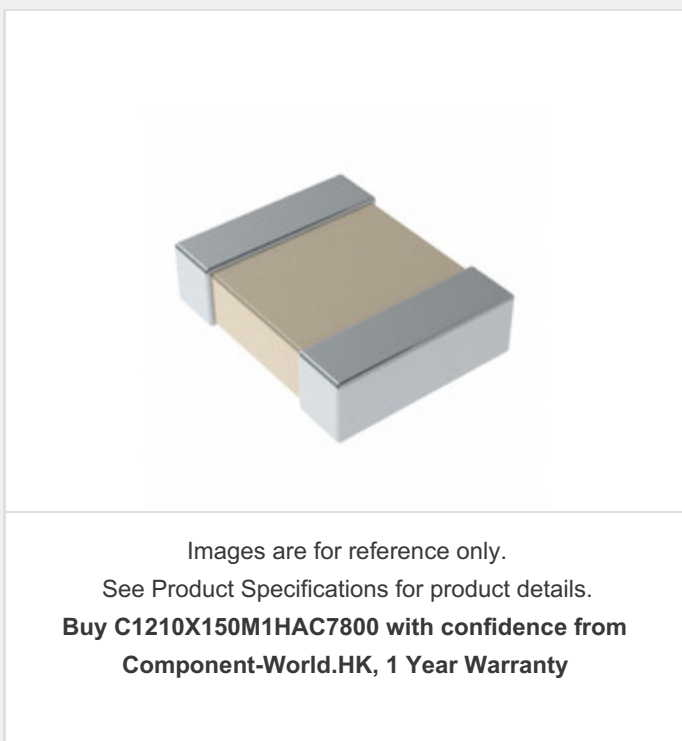 Images are for reference only.
See Product Specifications for product details.
Buy C1210X150M1HAC7800 with confidence from
Component-World.HK, 1 Year Warranty